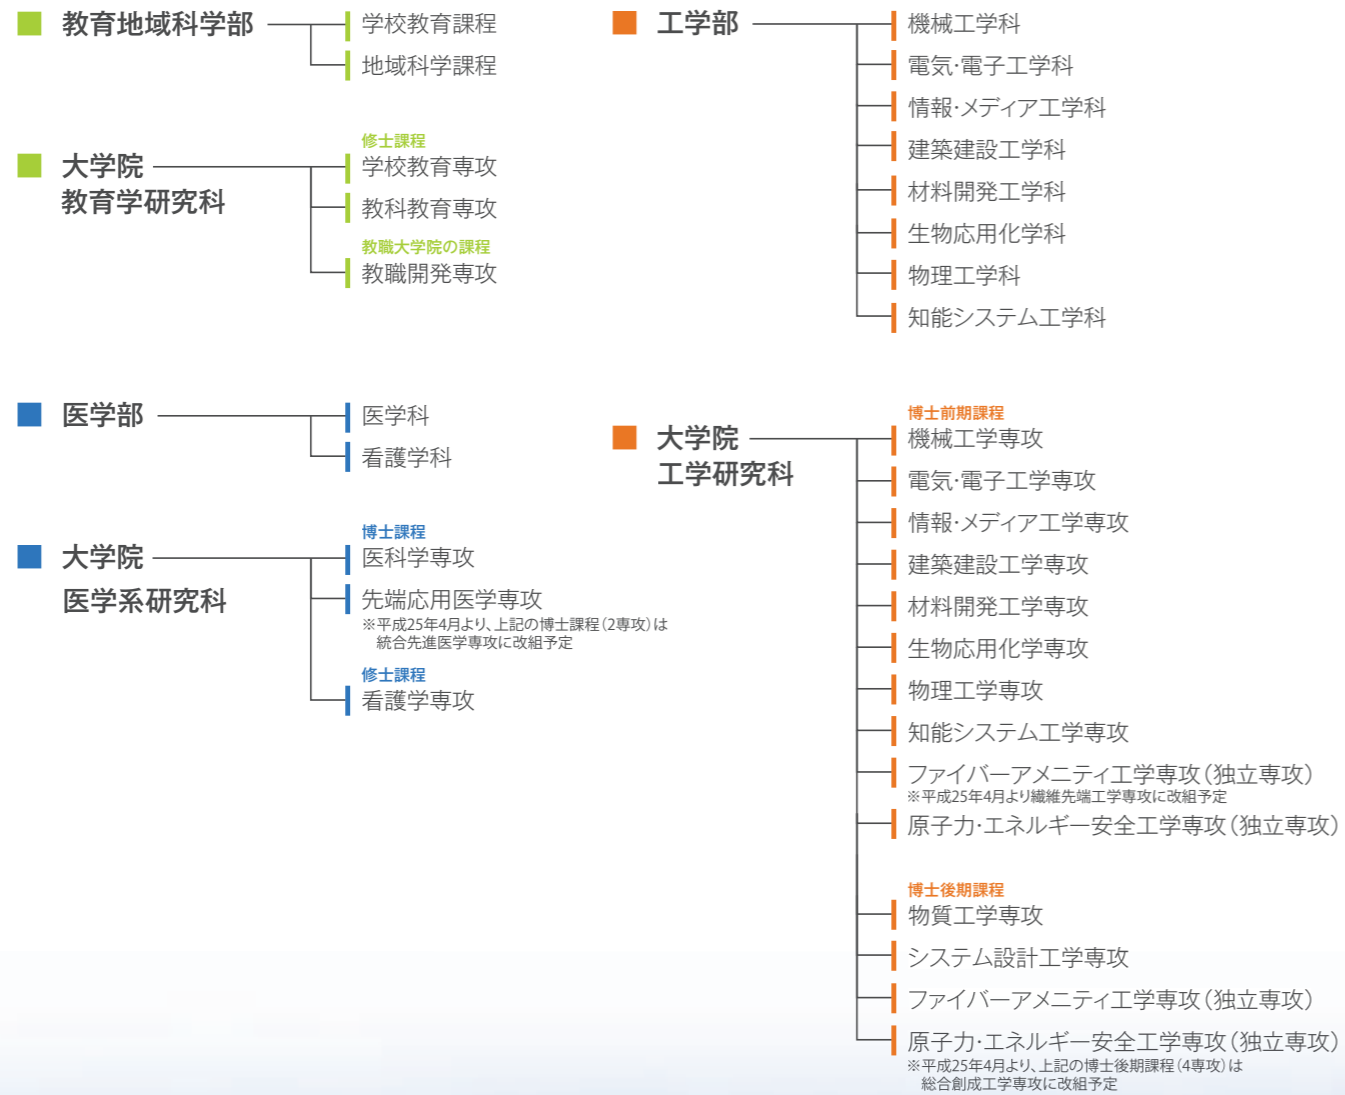 教育地域科学部
学校教育課程
地域科学課程
大学院
教育学研究科
修士課程
学校教育専攻
教科教育専攻
教職大学院の課程
教職開発専攻
医学部
医学科
看護学科
大学院
医学系研究科
博士課程
医科学専攻
先端応用医学専攻
※平成25年4月より、上記の博士課程(2専攻)は
統合先進医学専攻に改組予定
修士課程
看護学専攻
工学部
機械工学科
電気・電子工学科
情報・メディア工学科
建築建設工学科
材料開発工学科
生物応用化学科
物理工学科
知能システム工学科
大学院
工学研究科
博士前期課程
機械工学専攻
電気・電子工学専攻
情報・メディア工学専攻
建築建設工学専攻
材料開発工学専攻
生物応用化学専攻
物理工学専攻
知能システム工学専攻
ファイバーアメニティ工学専攻(独立専攻)
※平成25年4月より繊維先端工学専攻に改組予定
原子力・エネルギー安全工学専攻(独立専攻)
博士後期課程
物質工学専攻
システム設計工学専攻
ファイバーアメニティ工学専攻(独立専攻)
原子力・エネルギー安全工学専攻(独立専攻)
※平成25年4月より、上記の博士後期課程(4専攻)は
総合創成工学専攻に改組予定